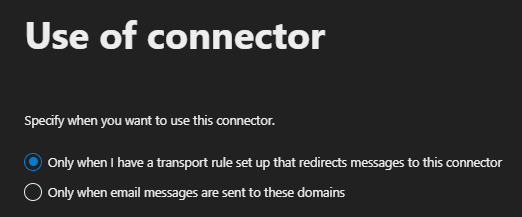 Use of connector
Specify when you want to use this connector.
Only when I have a transport rule set up that redirects messages to this connector
Only when email messages are sent to these domains